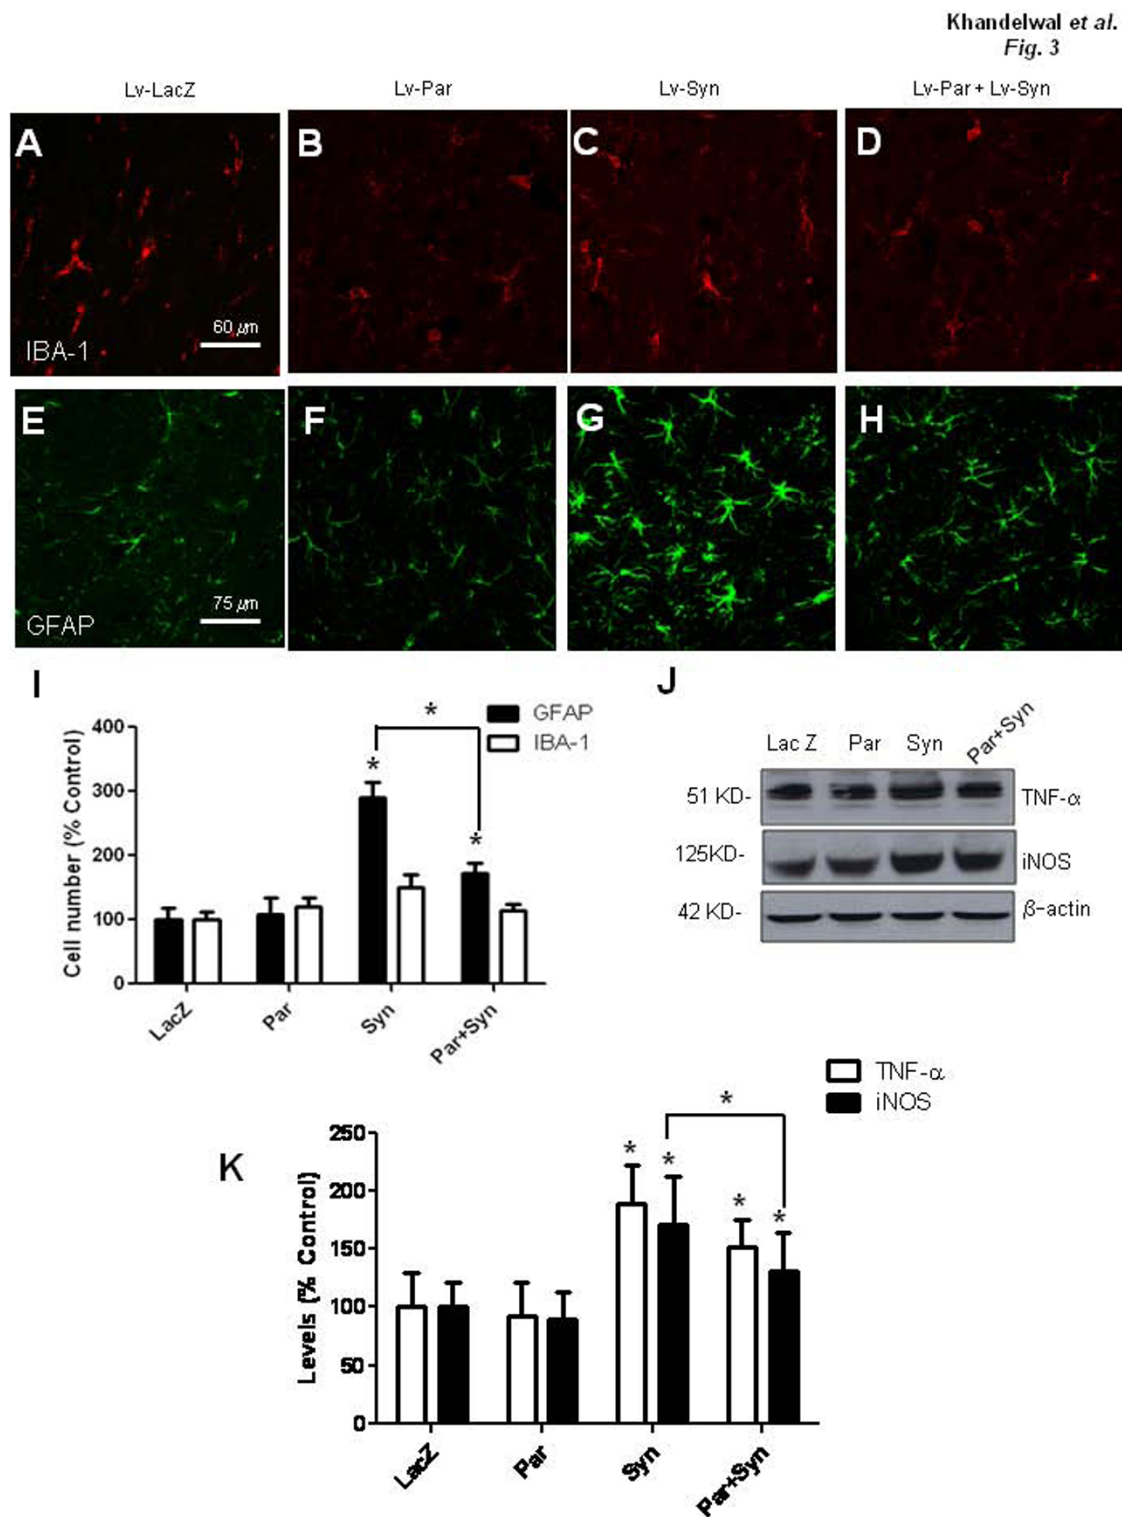 Khandelwal et al.
Fig. 3
Lv-LacZ
Lv-Par
Lv-Syn
Lv-Par + Lv-Syn
A
B
C
D
60 µm
IBA-1
E
F
G
H
75 µm
GFAP
I
J
*
GFAP
IBA-1
Cell number (% Control)
400
300
200
100
0
*
*
LacZ
Par
Syn
Par+Syn
Lac Z
Par
Syn
Par+Syn
51 KD-
TNF-α
125KD-
iNOS
42 KD-
β-actin
K
TNF-α
iNOS
*
Levels (% Control)
250
200
150
100
50
0
*
*
*
*
LacZ
Par
Syn
Par+Syn